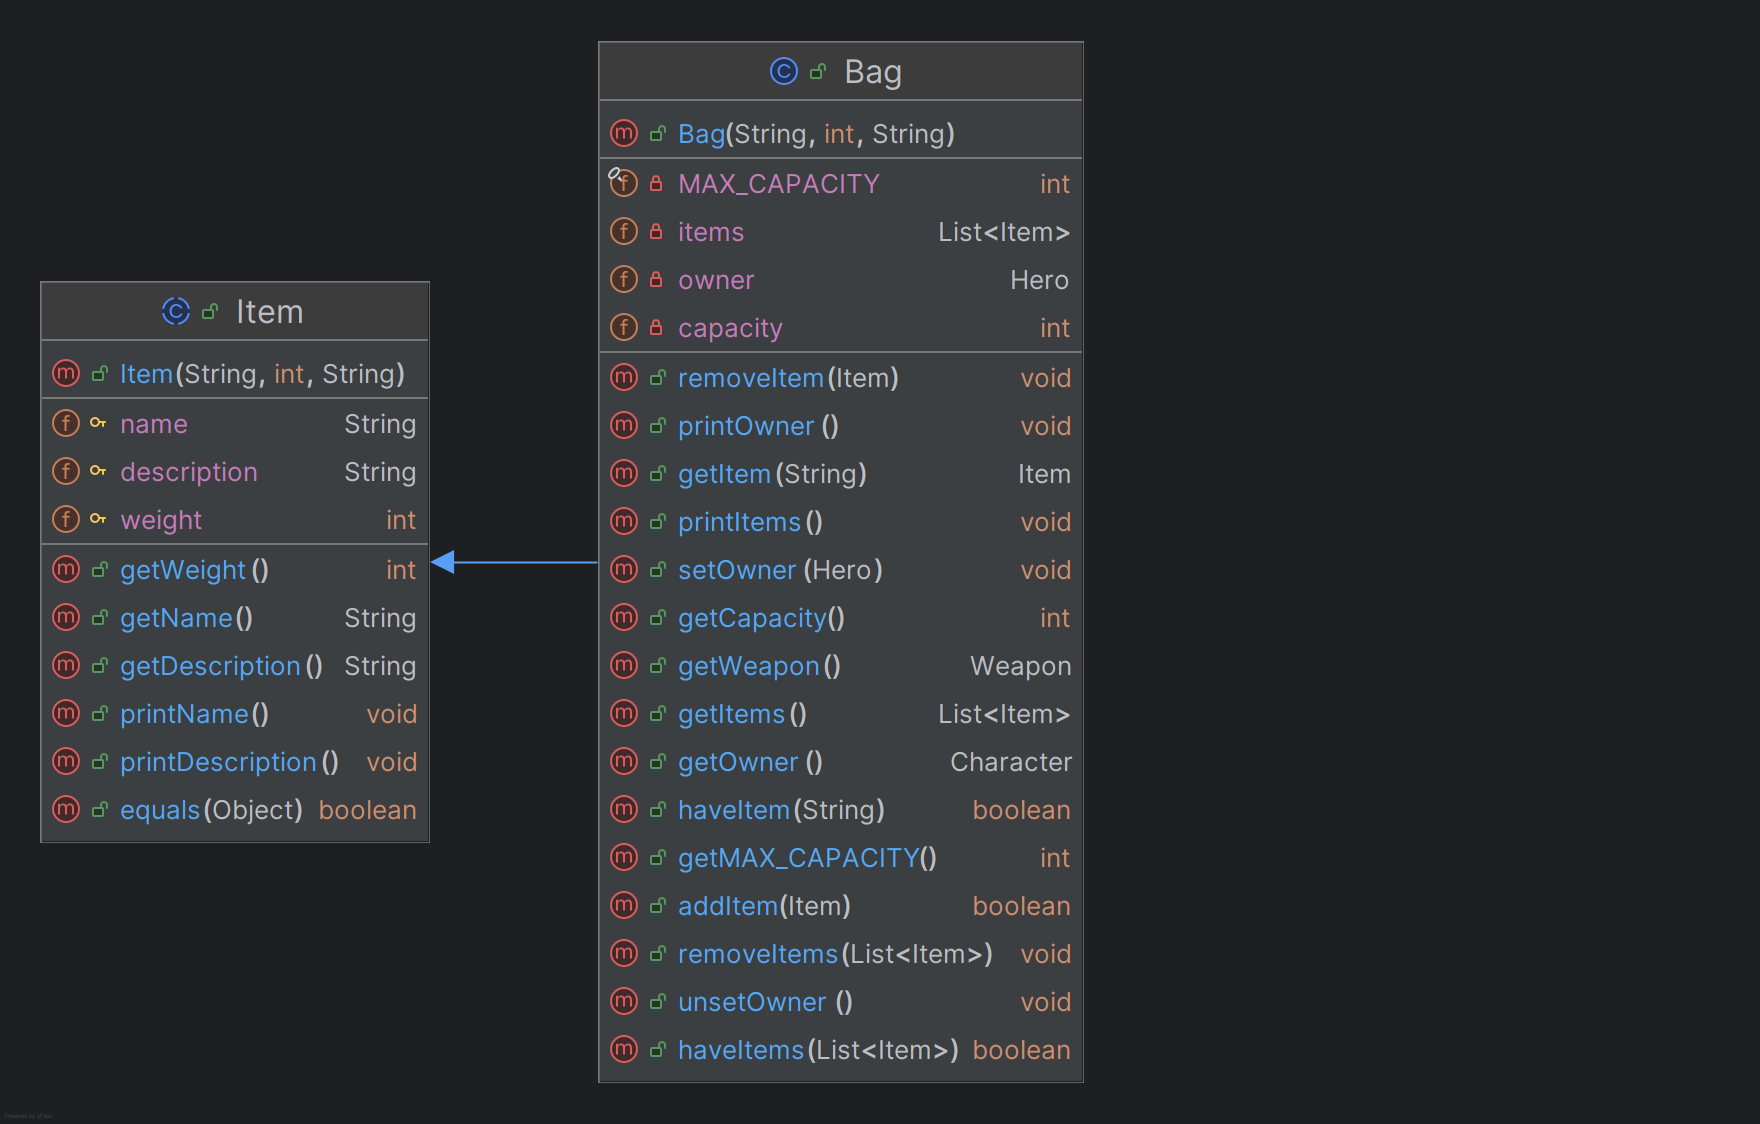 Bag
Bag(String, int, String)
MAX_CAPACITY int
items List<Item>
owner Hero
capacity int
removeItem(Item) void
printOwner() void
getItem(String) Item
printItems() void
setOwner(Hero) void
getCapacity() int
getWeapon() Weapon
getItems() List<Item>
getOwner() Character
haveItem(String) boolean
getMAX_CAPACITY() int
addItem(Item) boolean
removeItems(List<Item>) void
unsetOwner() void
haveItems(List<Item>) boolean
Item
Item(String, int, String)
name String
description String
weight int
getWeight() int
getName() String
getDescription() String
printName() void
printDescription() void
equals(Object) boolean
Powered by yFiles